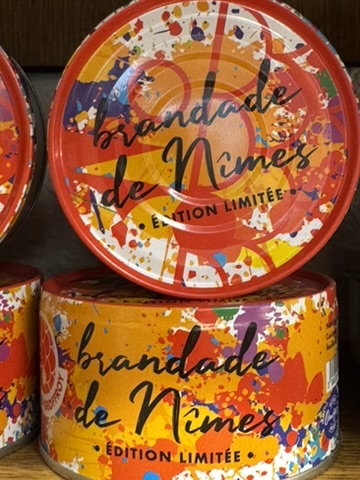 brandade
de Nîmes
• ÉDITION LIMITÉE •
brandade
de Nîmes
• ÉDITION LIMITÉE •